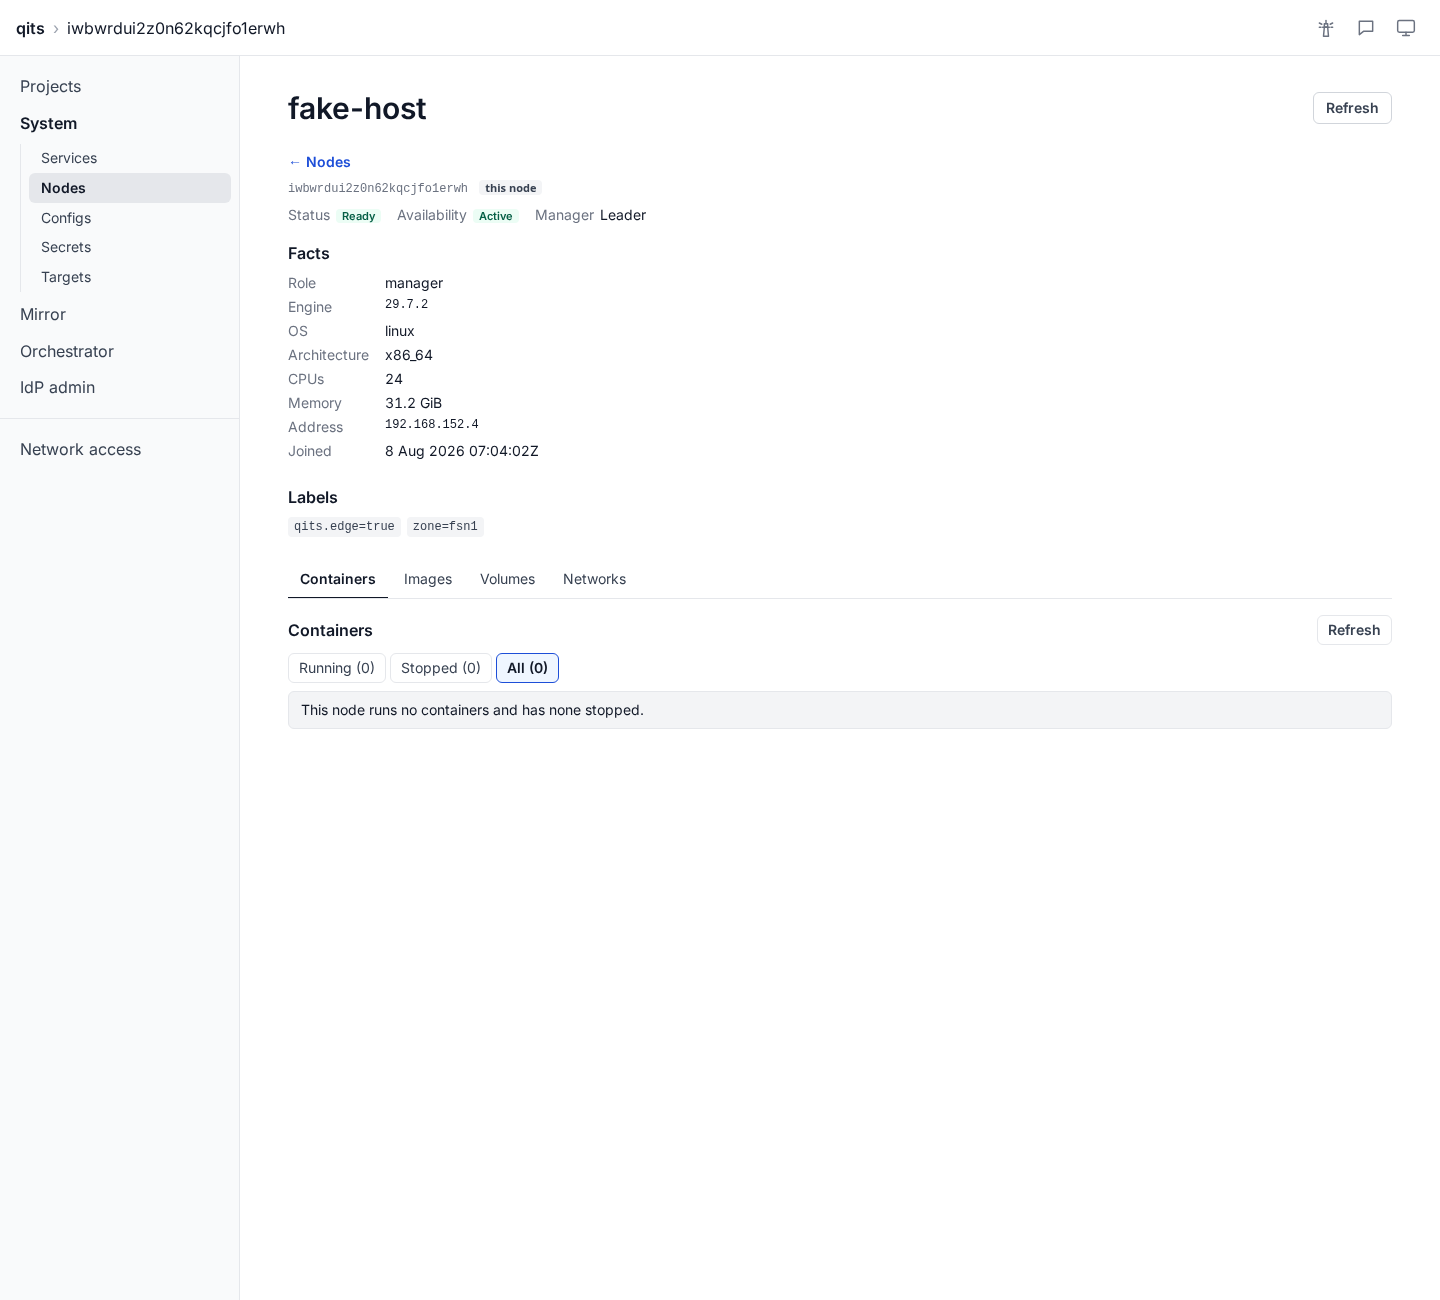 qits › iwbwrdui2z0n62kqcjfo1erwh
Projects
System
Services
Nodes
Configs
Secrets
Targets
Mirror
Orchestrator
IdP admin
Network access
fake-host
Refresh
← Nodes
iwbwrdui2z0n62kqcjfo1erwh this node
Status Ready Availability Active Manager Leader
Facts
Role manager
Engine 29.7.2
OS linux
Architecture x86_64
CPUs 24
Memory 31.2 GiB
Address 192.168.152.4
Joined 8 Aug 2026 07:04:02Z
Labels
qits.edge=true zone=fsn1
Containers Images Volumes Networks
Containers
Refresh
Running (0) Stopped (0) All (0)
This node runs no containers and has none stopped.